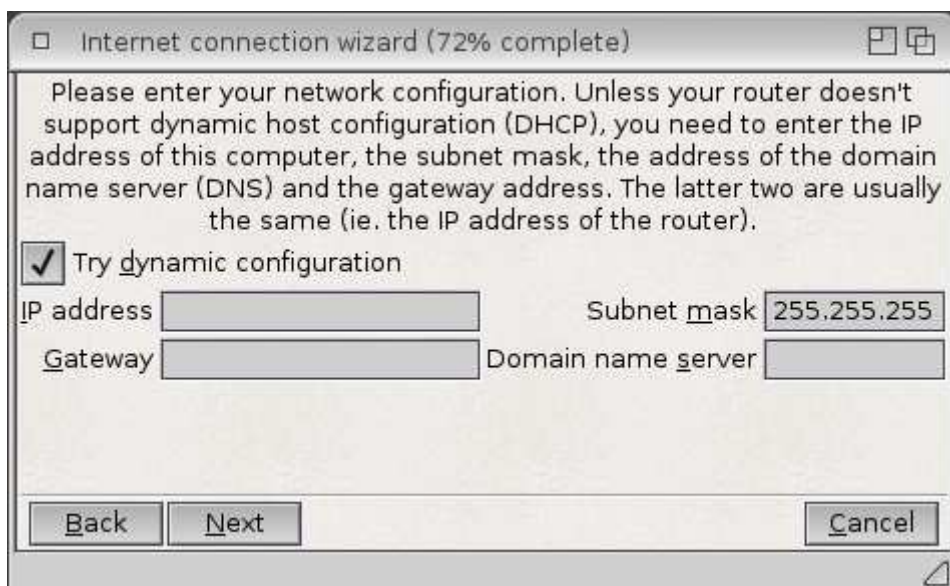 Internet connection wizard (72% complete)
Please enter your network configuration. Unless your router doesn't
support dynamic host configuration (DHCP), you need to enter the IP
address of this computer, the subnet mask, the address of the domain
name server (DNS) and the gateway address. The latter two are usually
the same (ie. the IP address of the router).
Try dynamic configuration
IP address Subnet mask 255.255.255
Gateway Domain name server
Back Next Cancel